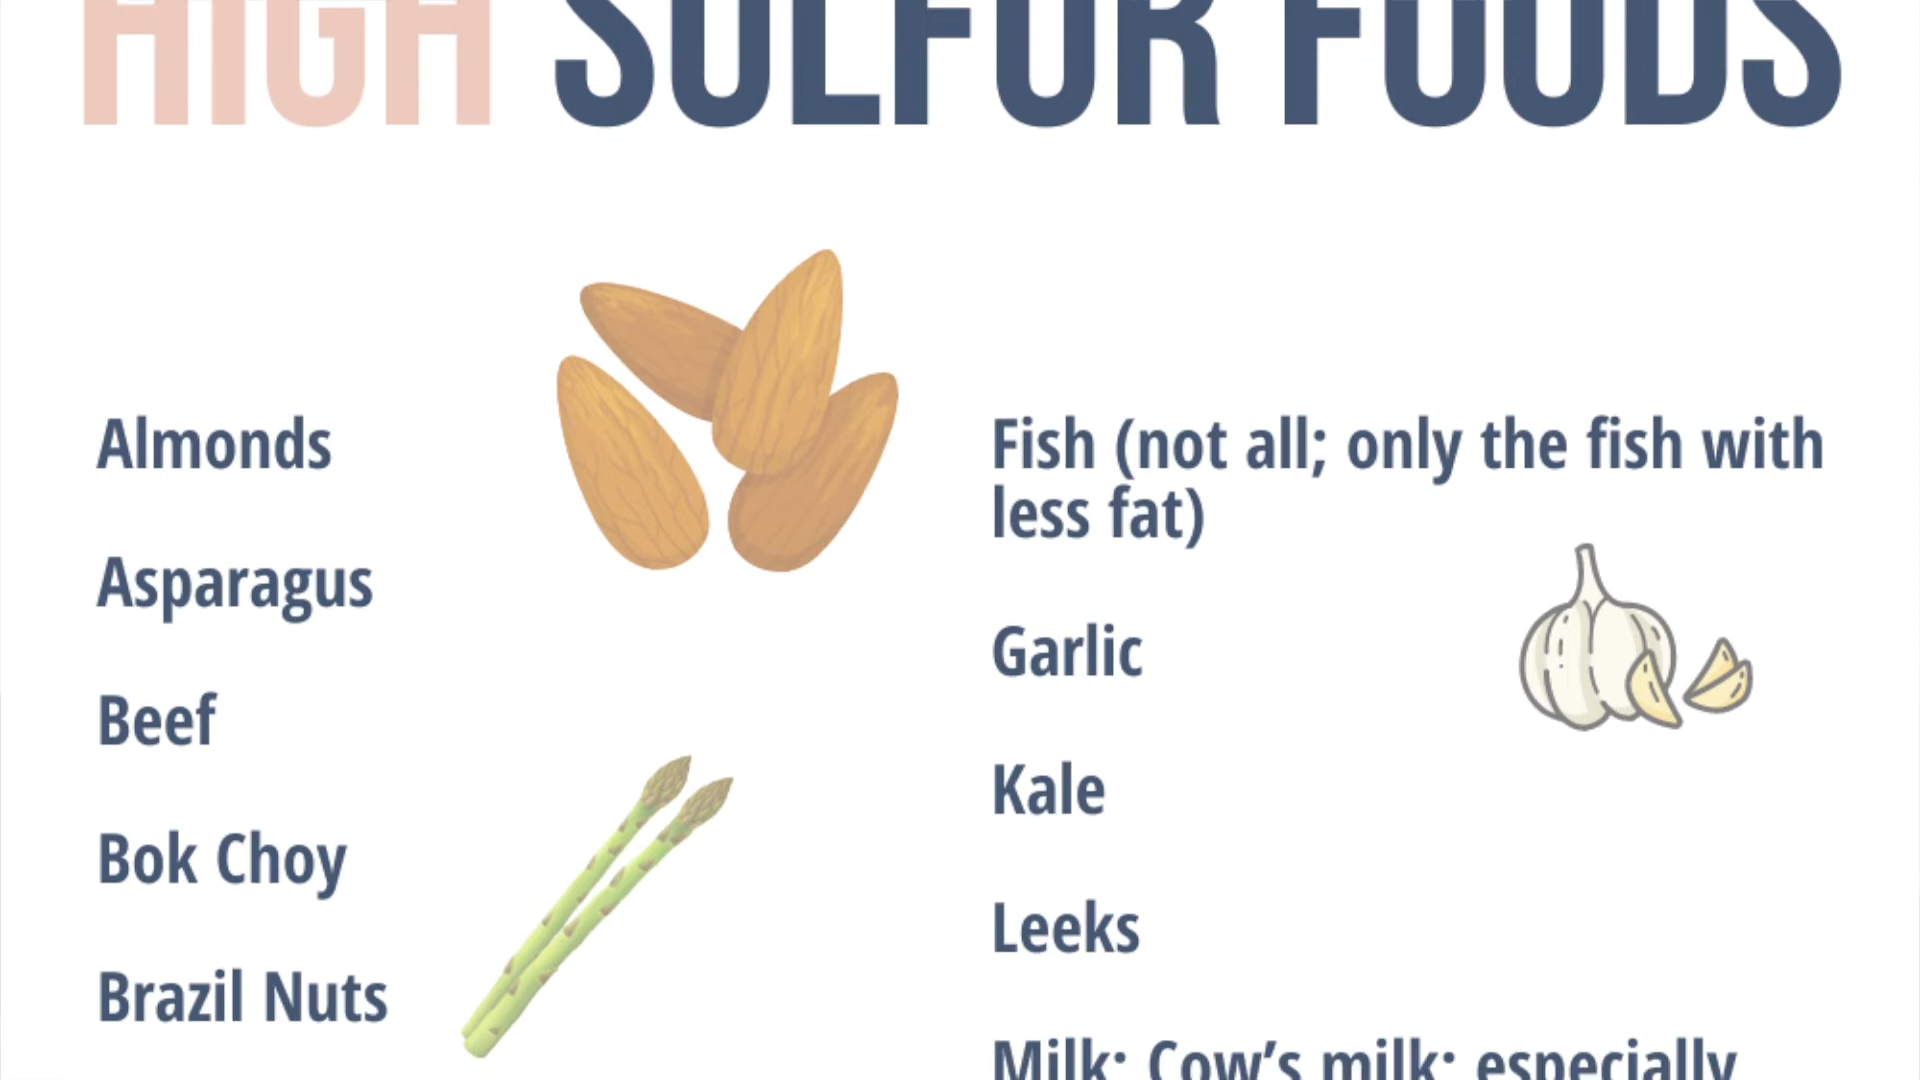 HIGH SULFUR FOODS
Almonds
Asparagus
Beef
Bok Choy
Brazil Nuts
Fish (not all; only the fish with
less fat)
Garlic
Kale
Leeks
Milk: Cow's milk; especially